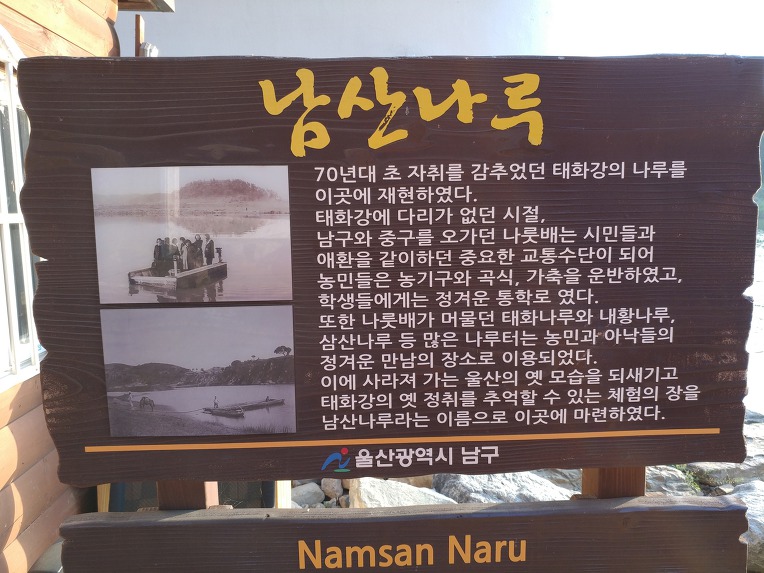 남산나루
70년대 초 자취를 감추었던 태화강의 나루를
이곳에 재현하였다.
태화강에 다리가 없던 시절,
남구와 중구를 오가던 나룻배는 시민들과
애환을 같이하던 중요한 교통수단이 되어
농민들은 농기구와 곡식, 가축을 운반하였고,
학생들에게는 정겨운 통학로 였다.
또한 나룻배가 머물던 태화나루와 내황나루,
삼산나루 등 많은 나루터는 농민과 아낙들의
정겨운 만남의 장소로 이용되었다.
이에 사라져 가는 울산의 옛 모습을 되새기고
태화강의 옛 정취를 추억할 수 있는 체험의 장을
남산나루라는 이름으로 이곳에 마련하였다.
울산광역시 남구
Namsan Naru